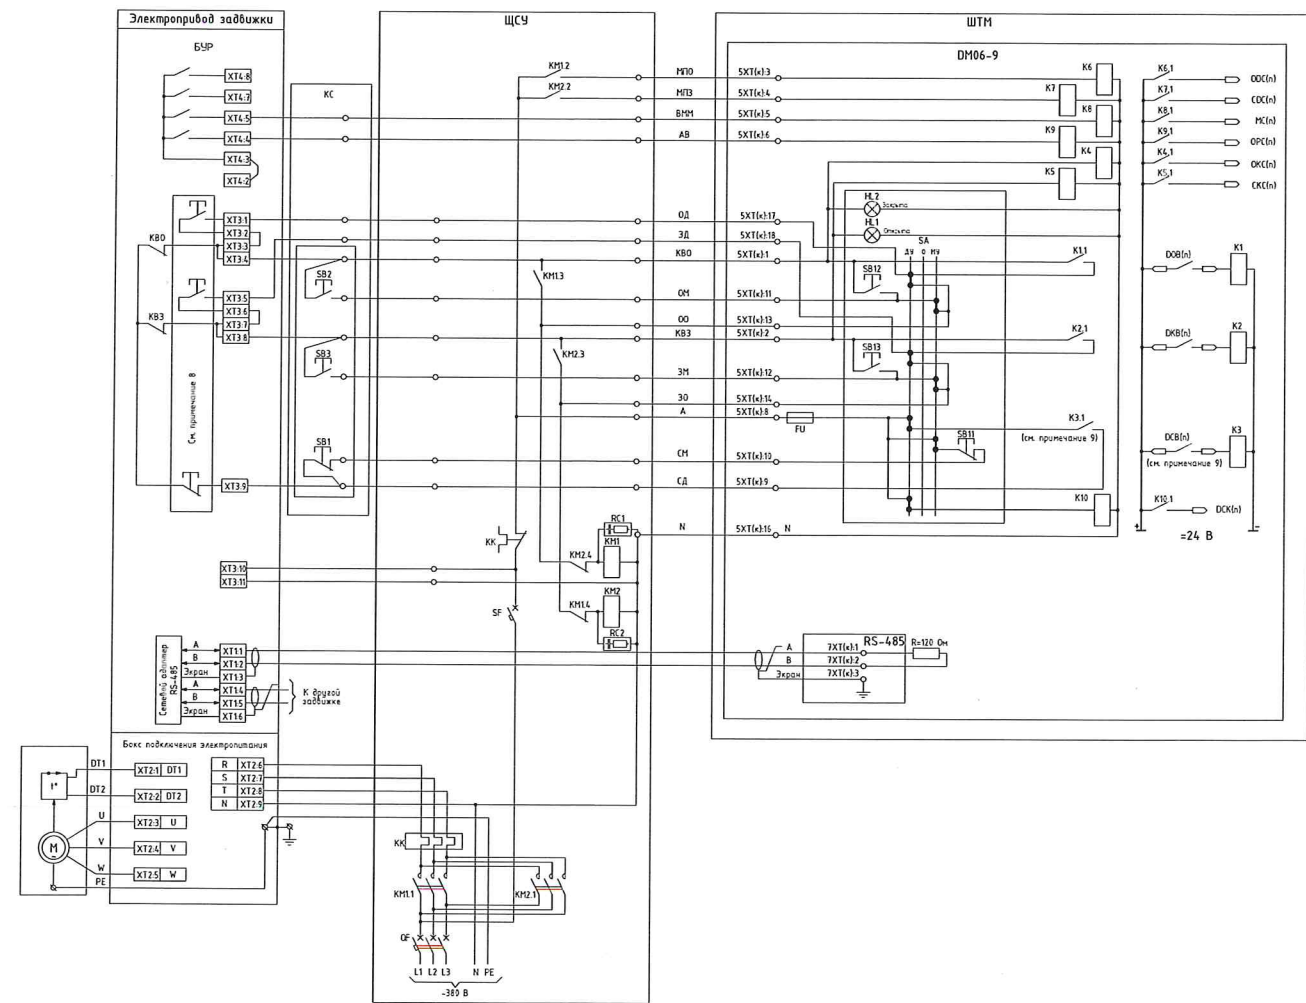 Электропривод задвижки
БУР
XT4:8
XT4:7
XT4:5
XT4:4
XT4:3
XT4:2
XT3:1
XT3:2
XT3:3
XT3:4
КВО
XT3:5
XT3:6
XT3:7
XT3:8
КВЗ
См. примечание 8
XT3:9
XT3:10
XT3:11
Сетевой адаптер
RS-485
A XT1:1
B XT1:2
Экран XT1:3
A XT1:4
B XT1:5
Экран XT1:6
К другой
задвижке
Бокс подключения электропитания
DT1 XT2:1 DT1
DT2 XT2:2 DT2
U XT2:3 U
V XT2:4 V
W XT2:5 W
PE
t°
M
~
R XT2:6
S XT2:7
T XT2:8
N XT2:9
КС
SB2
SB3
SB1
ЩСУ
KM1.2
KM2.2
KM1.3
KM2.3
KK
SF
KM2.4
RC1
KM1
KM1.4
KM2
RC2
KK
KM1.1
KM2.1
QF
L1 L2 L3 N PE
~380 В
МПО
МПЗ
ВММ
АВ
ОД
ЗД
КВО
ОМ
ОО
КВЗ
ЗМ
ЗО
А
СМ
СД
N
ШТМ
DM06-9
5XT(к):3
5XT(к):4
5XT(к):5
5XT(к):6
5XT(к):17
5XT(к):18
5XT(к):1
5XT(к):11
5XT(к):13
5XT(к):2
5XT(к):12
5XT(к):14
5XT(к):8
FU
5XT(к):10
5XT(к):9
5XT(к):16 N
K6
K7
K8
K9
K4
K5
HL2
Закрыто
HL1
Открыто
SA
ДУ О МУ
SB12
SB13
SB11
K1.1
K2.1
K3.1
(см. примечание 9)
K10
K6.1 ODC(n)
K7.1 CDC(n)
K8.1 MC(n)
K9.1 OPC(n)
K4.1 OKC(n)
K5.1 CKC(n)
DOB(n) K1
DKB(n) K2
DCB(n) K3
(см. примечание 9)
K10.1 DCK(n)
+ -
=24 В
RS-485
A 7XT(к):1
B 7XT(к):2
Экран 7XT(к):3
R=120 Ом